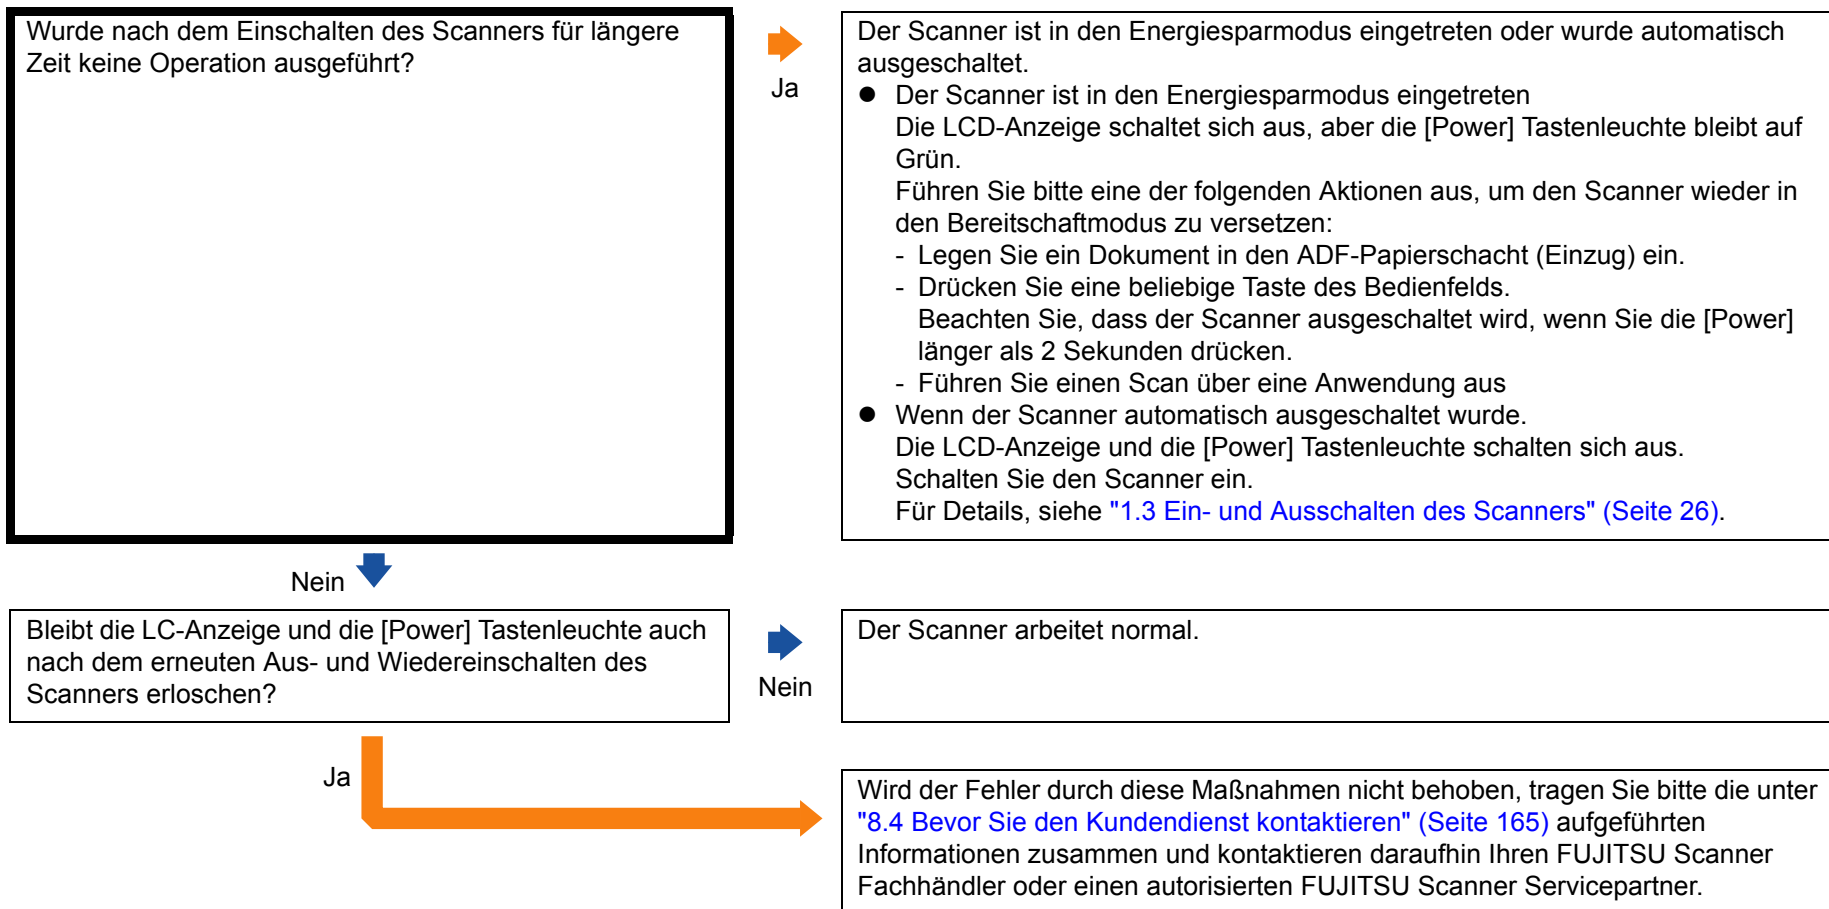 Wurde nach dem Einschalten des Scanners für längere
Zeit keine Operation ausgeführt?
Ja
Der Scanner ist in den Energiesparmodus eingetreten oder wurde automatisch
ausgeschaltet.
● Der Scanner ist in den Energiesparmodus eingetreten
Die LCD-Anzeige schaltet sich aus, aber die [Power] Tastenleuchte bleibt auf
Grün.
Führen Sie bitte eine der folgenden Aktionen aus, um den Scanner wieder in
den Bereitschaftmodus zu versetzen:
- Legen Sie ein Dokument in den ADF-Papierschacht (Einzug) ein.
- Drücken Sie eine beliebige Taste des Bedienfelds.
Beachten Sie, dass der Scanner ausgeschaltet wird, wenn Sie die [Power]
länger als 2 Sekunden drücken.
- Führen Sie einen Scan über eine Anwendung aus
● Wenn der Scanner automatisch ausgeschaltet wurde.
Die LCD-Anzeige und die [Power] Tastenleuchte schalten sich aus.
Schalten Sie den Scanner ein.
Für Details, siehe "1.3 Ein- und Ausschalten des Scanners" (Seite 26).
Nein
Bleibt die LC-Anzeige und die [Power] Tastenleuchte auch
nach dem erneuten Aus- und Wiedereinschalten des
Scanners erloschen?
Nein
Der Scanner arbeitet normal.
Ja
Wird der Fehler durch diese Maßnahmen nicht behoben, tragen Sie bitte die unter
"8.4 Bevor Sie den Kundendienst kontaktieren" (Seite 165) aufgeführten
Informationen zusammen und kontaktieren daraufhin Ihren FUJITSU Scanner
Fachhändler oder einen autorisierten FUJITSU Scanner Servicepartner.